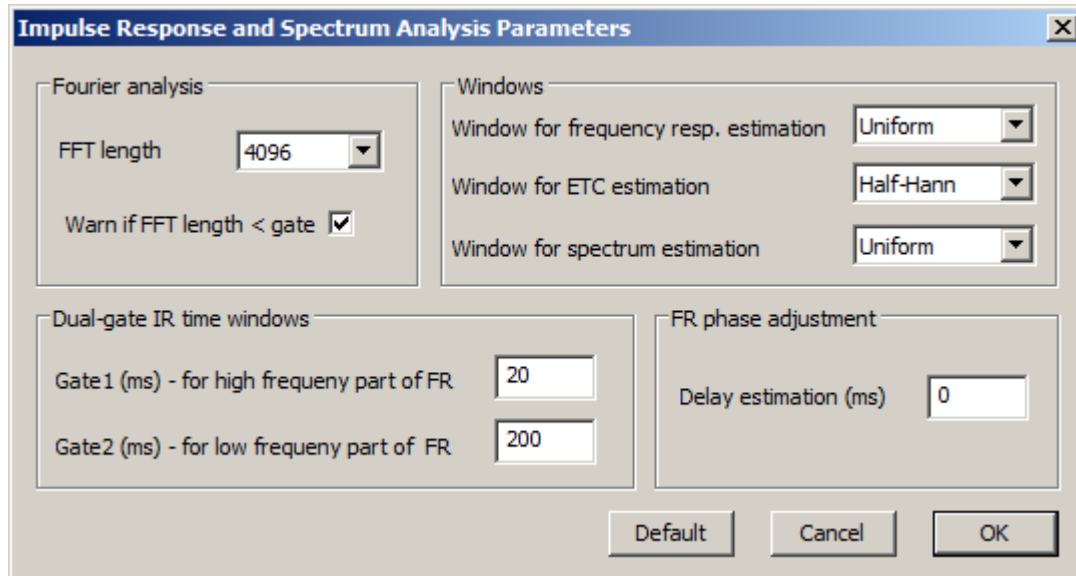 Impulse Response and Spectrum Analysis Parameters
Fourier analysis
FFT length 4096
Warn if FFT length < gate
Windows
Window for frequency resp. estimation Uniform
Window for ETC estimation Half-Hann
Window for spectrum estimation Uniform
Dual-gate IR time windows
Gate1 (ms) - for high frequeny part of FR 20
Gate2 (ms) - for low frequeny part of FR 200
FR phase adjustment
Delay estimation (ms) 0
Default Cancel OK